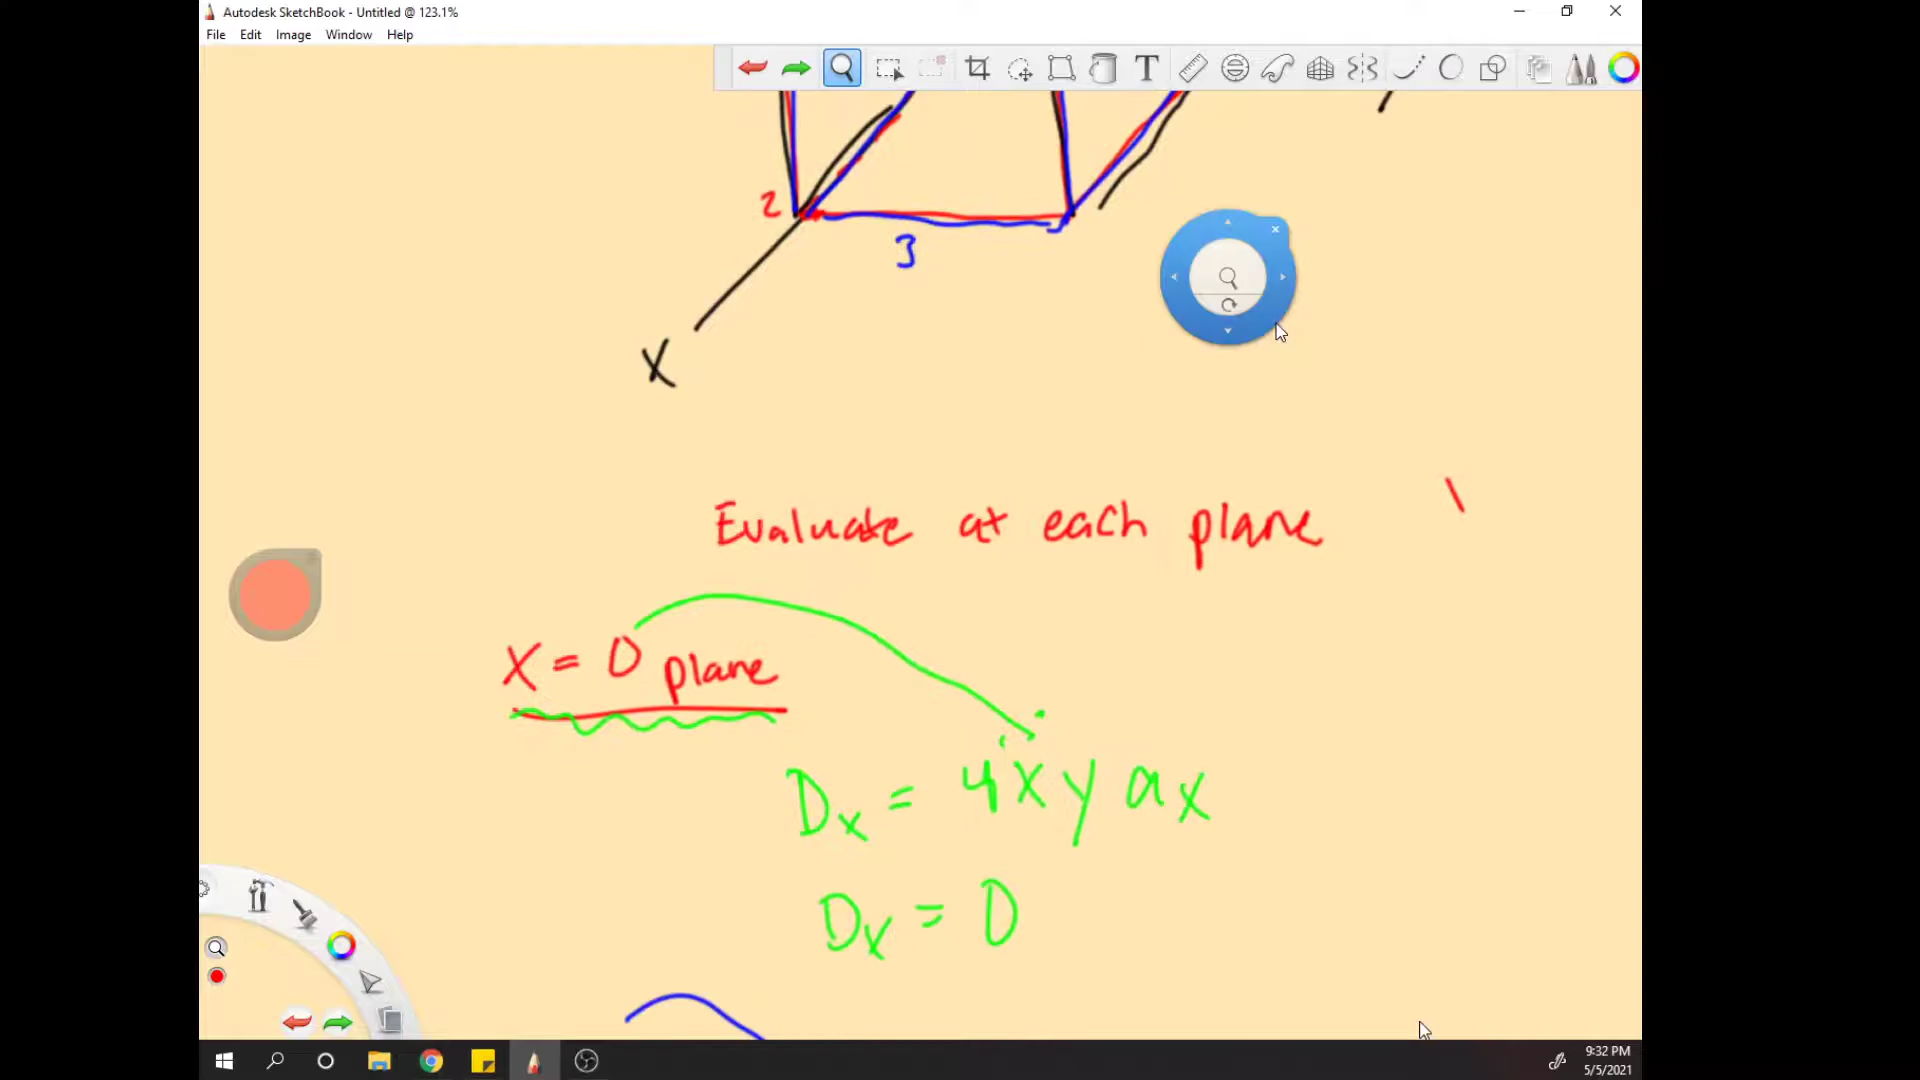 Autodesk SketchBook - Untitled @ 123.1%
File Edit Image Window Help
T
2
3
X
Evaluate at each plane
X = 0 plane
Dx = 4xy ax
Dx = 0
9:32 PM
5/5/2021